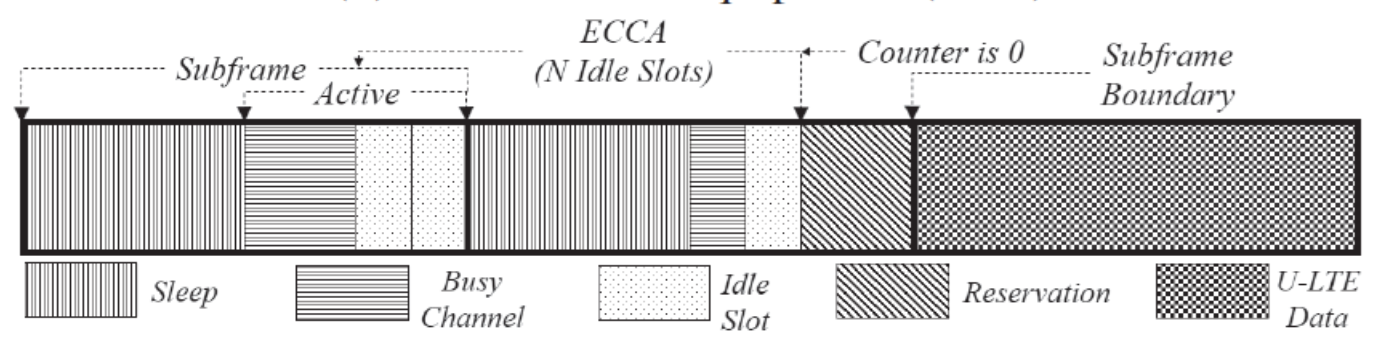 ECCA
(N Idle Slots)
Counter is 0
Subframe
Boundary
Subframe
Active
Sleep
Busy
Channel
Idle
Slot
Reservation
U-LTE
Data